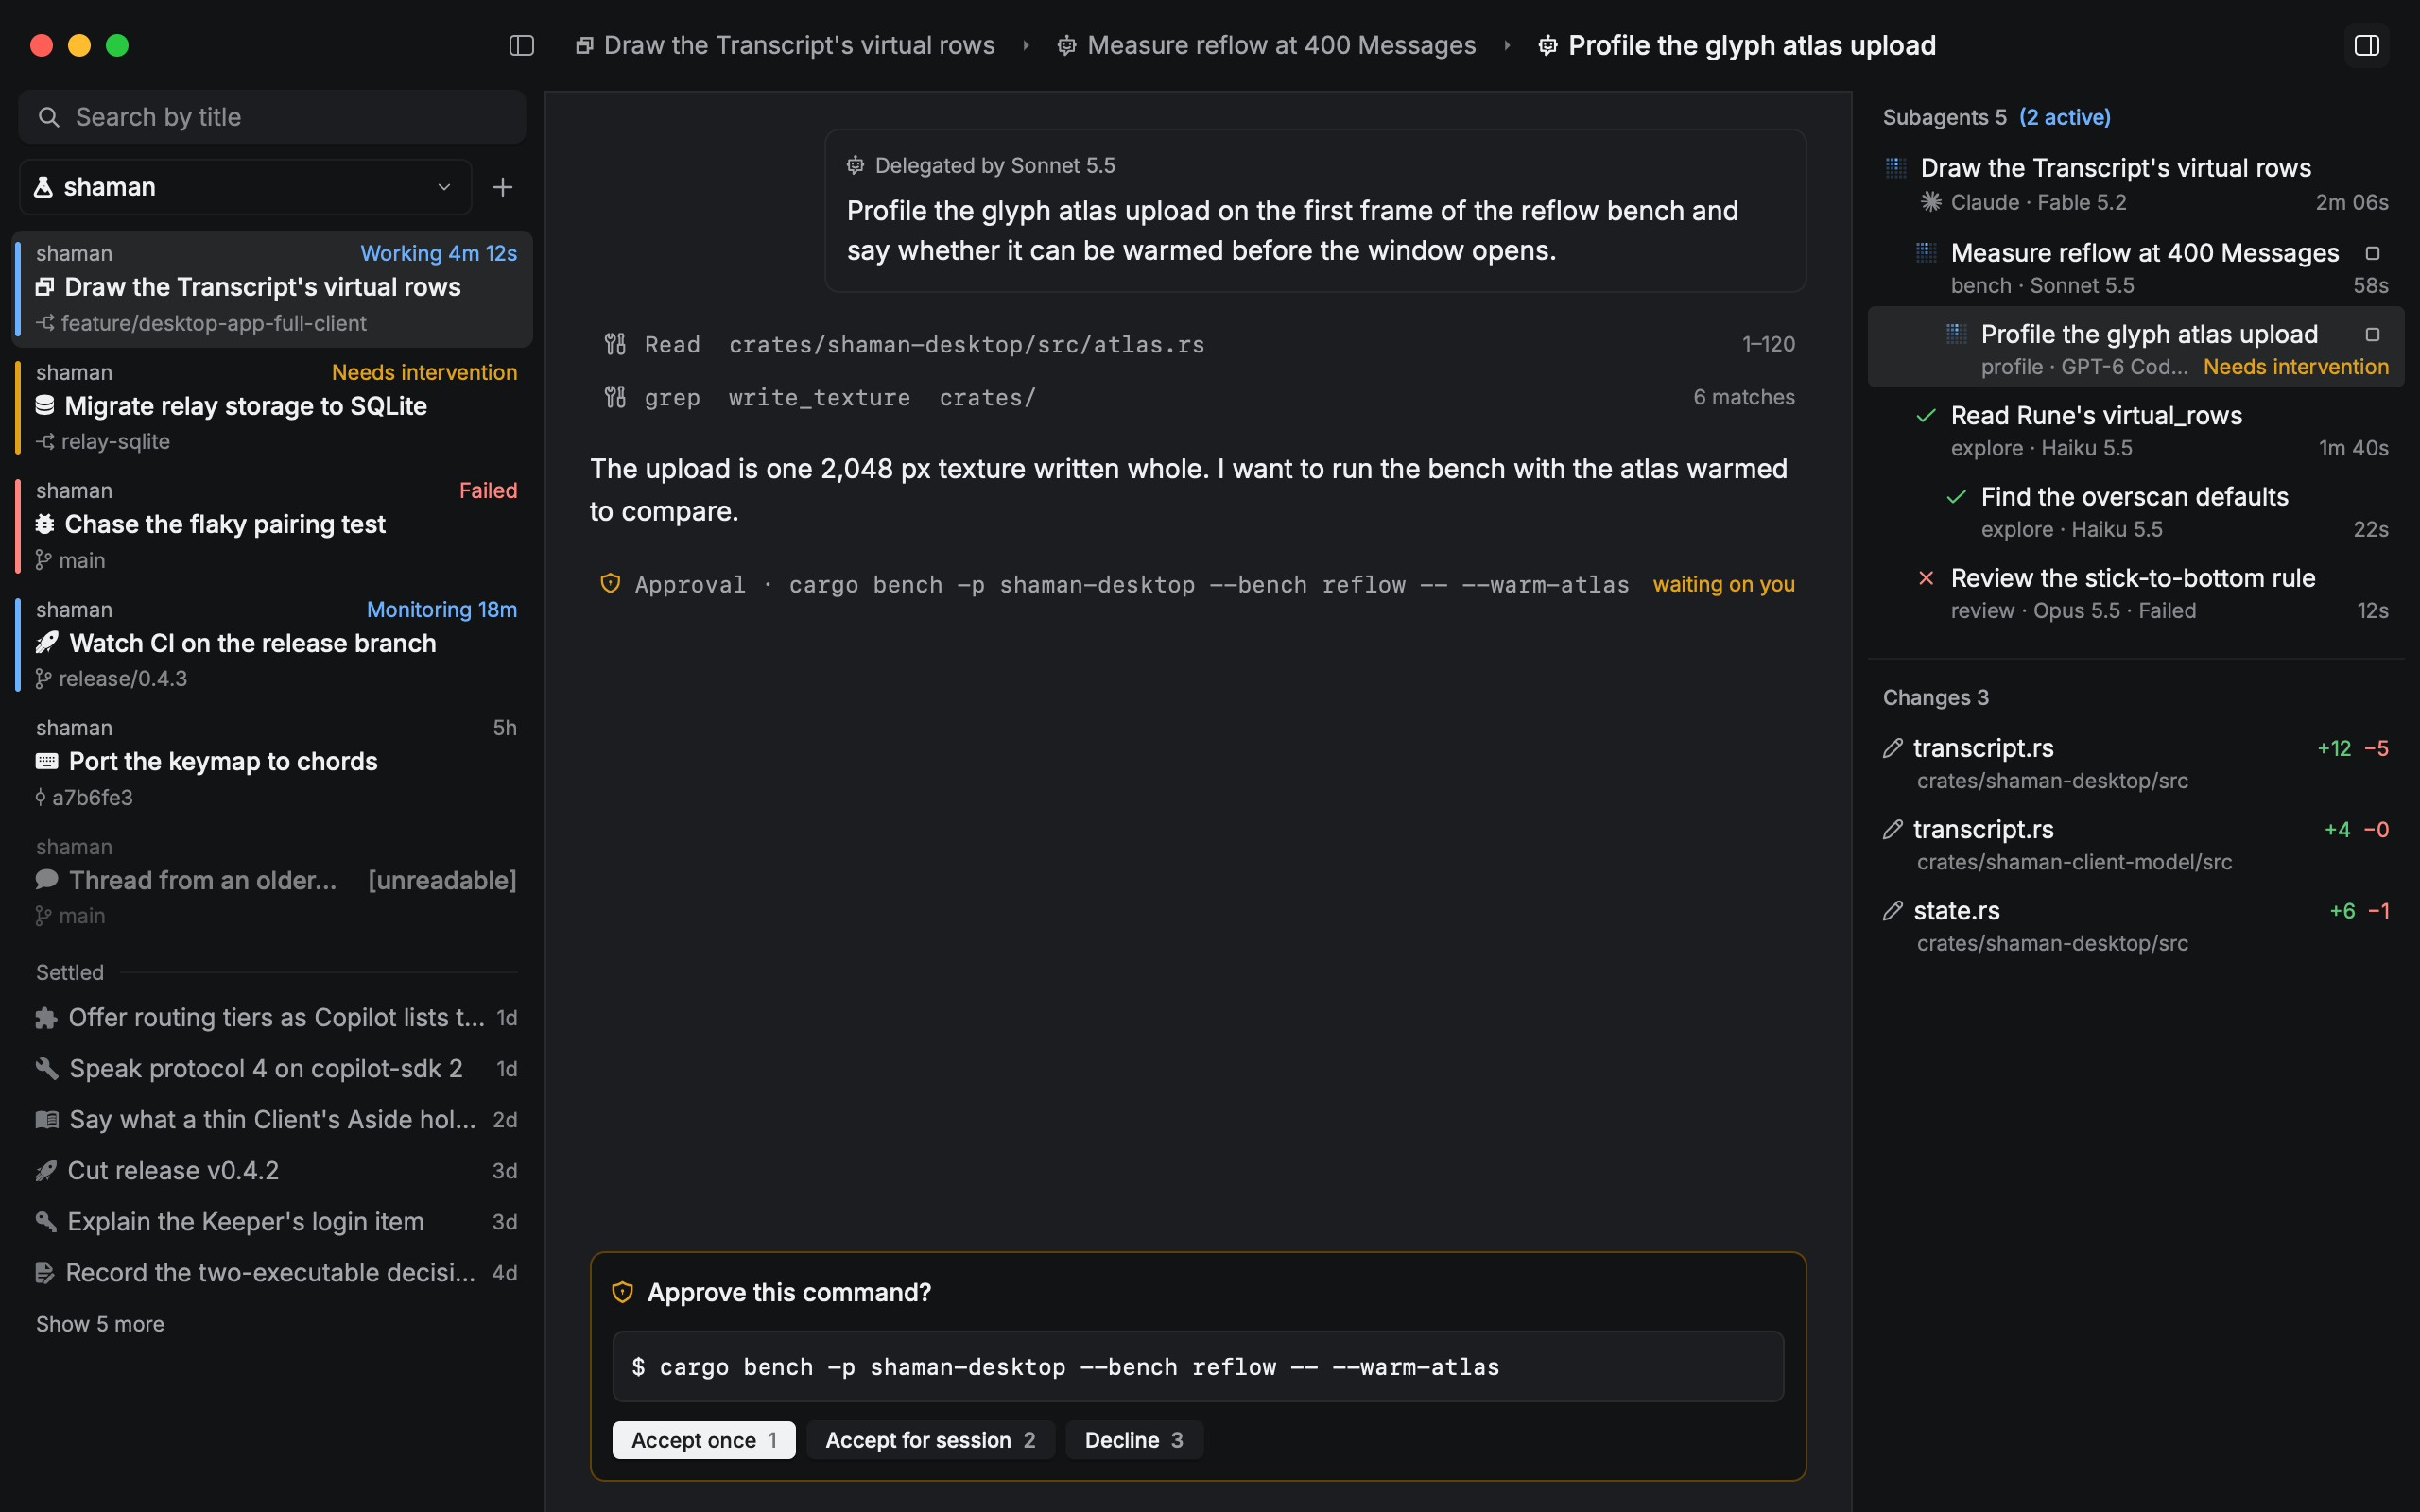 Draw the Transcript's virtual rows
Measure reflow at 400 Messages
Profile the glyph atlas upload
Search by title
shaman
shaman Working 4m 12s
Draw the Transcript's virtual rows
feature/desktop-app-full-client
shaman Needs intervention
Migrate relay storage to SQLite
relay-sqlite
shaman Failed
Chase the flaky pairing test
main
shaman Monitoring 18m
Watch CI on the release branch
release/0.4.3
shaman 5h
Port the keymap to chords
a7b6fe3
shaman
Thread from an older... [unreadable]
main
Settled
Offer routing tiers as Copilot lists t... 1d
Speak protocol 4 on copilot-sdk 2 1d
Say what a thin Client's Aside hol... 2d
Cut release v0.4.2 3d
Explain the Keeper's login item 3d
Record the two-executable decisi... 4d
Show 5 more
Delegated by Sonnet 5.5
Profile the glyph atlas upload on the first frame of the reflow bench and
say whether it can be warmed before the window opens.
Read crates/shaman-desktop/src/atlas.rs 1–120
grep write_texture crates/ 6 matches
The upload is one 2,048 px texture written whole. I want to run the bench with the atlas warmed
to compare.
Approval · cargo bench -p shaman-desktop --bench reflow -- --warm-atlas waiting on you
Approve this command?
$ cargo bench -p shaman-desktop --bench reflow -- --warm-atlas
Accept once 1 Accept for session 2 Decline 3
Subagents 5 (2 active)
Draw the Transcript's virtual rows
Claude · Fable 5.2 2m 06s
Measure reflow at 400 Messages
bench · Sonnet 5.5 58s
Profile the glyph atlas upload
profile · GPT-6 Cod... Needs intervention
Read Rune's virtual_rows
explore · Haiku 5.5 1m 40s
Find the overscan defaults
explore · Haiku 5.5 22s
Review the stick-to-bottom rule
review · Opus 5.5 · Failed 12s
Changes 3
transcript.rs +12 −5
crates/shaman-desktop/src
transcript.rs +4 −0
crates/shaman-client-model/src
state.rs +6 −1
crates/shaman-desktop/src